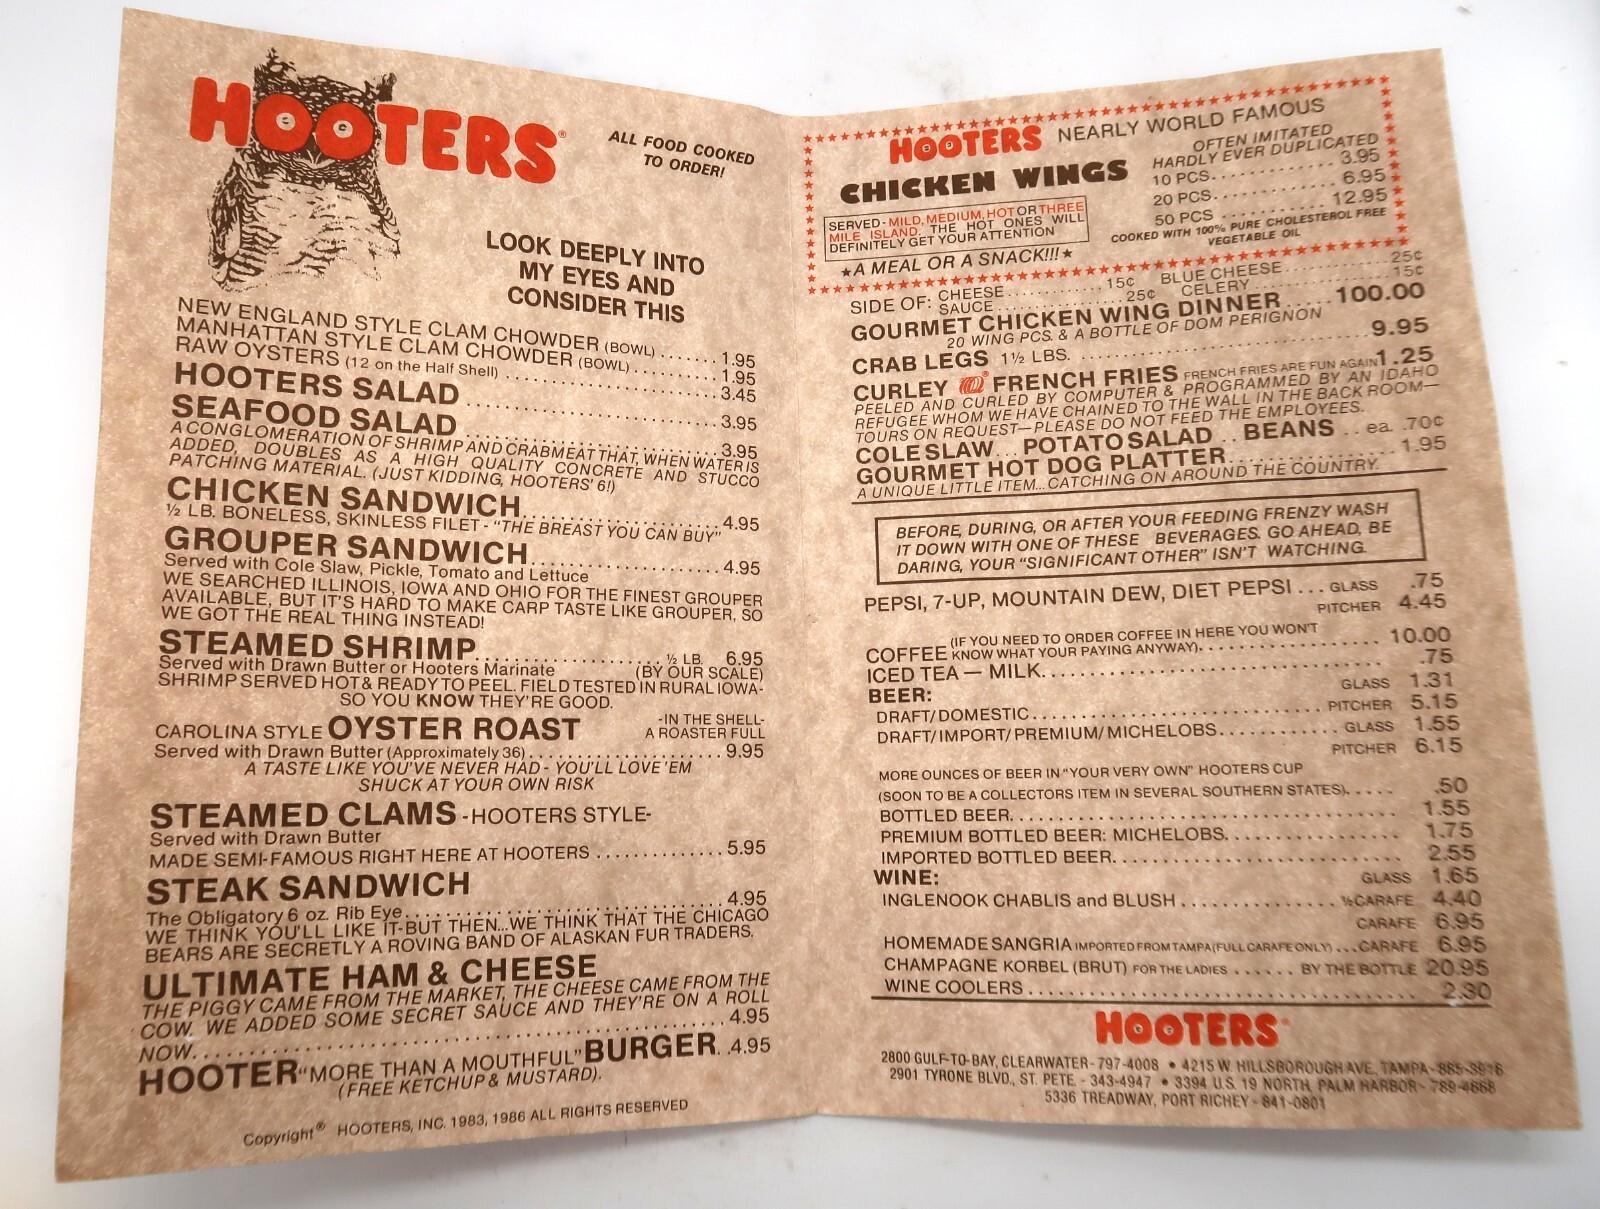 HOOTERS®
ALL FOOD COOKED
TO ORDER!
LOOK DEEPLY INTO
MY EYES AND
CONSIDER THIS
NEW ENGLAND STYLE CLAM CHOWDER (BOWL) ....... 1.95
MANHATTAN STYLE CLAM CHOWDER (BOWL) ......... 1.95
RAW OYSTERS (12 on the Half Shell) ........................ 3.45
HOOTERS SALAD ........................... 3.95
SEAFOOD SALAD ........................... 3.95
A CONGLOMERATION OF SHRIMP AND CRABMEAT THAT, WHEN WATER IS
ADDED, DOUBLES AS A HIGH QUALITY CONCRETE AND STUCCO
PATCHING MATERIAL. (JUST KIDDING, HOOTERS' 6!)
CHICKEN SANDWICH ...................... 4.95
½ LB. BONELESS, SKINLESS FILET - "THE BREAST YOU CAN BUY"
GROUPER SANDWICH ..................... 4.95
Served with Cole Slaw, Pickle, Tomato and Lettuce
WE SEARCHED ILLINOIS, IOWA AND OHIO FOR THE FINEST GROUPER
AVAILABLE, BUT IT'S HARD TO MAKE CARP TASTE LIKE GROUPER, SO
WE GOT THE REAL THING INSTEAD!
STEAMED SHRIMP ..................... ½ LB. 6.95
Served with Drawn Butter or Hooters Marinate (BY OUR SCALE)
SHRIMP SERVED HOT & READY TO PEEL. FIELD TESTED IN RURAL IOWA-
SO YOU KNOW THEY'RE GOOD.
CAROLINA STYLE OYSTER ROAST -IN THE SHELL-
A ROASTER FULL
Served with Drawn Butter (Approximately 36) ..................... 9.95
A TASTE LIKE YOU'VE NEVER HAD - YOU'LL LOVE 'EM
SHUCK AT YOUR OWN RISK
STEAMED CLAMS -HOOTERS STYLE-
Served with Drawn Butter
MADE SEMI-FAMOUS RIGHT HERE AT HOOTERS ............. 5.95
STEAK SANDWICH
The Obligatory 6 oz. Rib Eye .................................. 4.95
WE THINK YOU'LL LIKE IT-BUT THEN...WE THINK THAT THE CHICAGO
BEARS ARE SECRETLY A ROVING BAND OF ALASKAN FUR TRADERS.
ULTIMATE HAM & CHEESE
THE PIGGY CAME FROM THE MARKET, THE CHEESE CAME FROM THE
COW. WE ADDED SOME SECRET SAUCE AND THEY'RE ON A ROLL
NOW ........................................................ 4.95
HOOTER "MORE THAN A MOUTHFUL" BURGER. .4.95
(FREE KETCHUP & MUSTARD).
Copyright® HOOTERS, INC. 1983, 1986 ALL RIGHTS RESERVED
HOOTERS NEARLY WORLD FAMOUS
CHICKEN WINGS
OFTEN IMITATED
HARDLY EVER DUPLICATED
10 PCS ................ 3.95
20 PCS ................ 6.95
50 PCS ............... 12.95
COOKED WITH 100% PURE CHOLESTEROL FREE
VEGETABLE OIL
SERVED - MILD, MEDIUM, HOT OR THREE
MILE ISLAND. THE HOT ONES WILL
DEFINITELY GET YOUR ATTENTION
★A MEAL OR A SNACK!!!★
SIDE OF: CHEESE ............ 15¢ BLUE CHEESE ............. 25¢
SAUCE ................ 25¢ CELERY ................ 15¢
GOURMET CHICKEN WING DINNER ..... 100.00
20 WING PCS. & A BOTTLE OF DOM PERIGNON
CRAB LEGS 1½ LBS. .................................. 9.95
CURLEY ® FRENCH FRIES FRENCH FRIES ARE FUN AGAIN 1.25
PEELED AND CURLED BY COMPUTER & PROGRAMMED BY AN IDAHO
REFUGEE WHOM WE HAVE CHAINED TO THE WALL IN THE BACK ROOM—
TOURS ON REQUEST—PLEASE DO NOT FEED THE EMPLOYEES.
COLE SLAW... POTATO SALAD .. BEANS .. ea. .70¢
GOURMET HOT DOG PLATTER ................. 1.95
A UNIQUE LITTLE ITEM...CATCHING ON AROUND THE COUNTRY.
BEFORE, DURING, OR AFTER YOUR FEEDING FRENZY WASH
IT DOWN WITH ONE OF THESE BEVERAGES. GO AHEAD, BE
DARING, YOUR "SIGNIFICANT OTHER" ISN'T WATCHING.
PEPSI, 7-UP, MOUNTAIN DEW, DIET PEPSI ... GLASS .75
PITCHER 4.45
COFFEE (IF YOU NEED TO ORDER COFFEE IN HERE YOU WON'T
KNOW WHAT YOUR PAYING ANYWAY). .................. 10.00
ICED TEA — MILK .................................... .75
BEER: GLASS 1.31
DRAFT/DOMESTIC ............................. PITCHER 5.15
DRAFT/IMPORT/PREMIUM/MICHELOBS ............ GLASS 1.55
PITCHER 6.15
MORE OUNCES OF BEER IN "YOUR VERY OWN" HOOTERS CUP
(SOON TO BE A COLLECTORS ITEM IN SEVERAL SOUTHERN STATES) ..... .50
BOTTLED BEER ....................................... 1.55
PREMIUM BOTTLED BEER: MICHELOBS .................. 1.75
IMPORTED BOTTLED BEER ............................. 2.55
WINE: GLASS 1.65
INGLENOOK CHABLIS and BLUSH ............... ½ CARAFE 4.40
CARAFE 6.95
HOMEMADE SANGRIA IMPORTED FROM TAMPA (FULL CARAFE ONLY) ... CARAFE 6.95
CHAMPAGNE KORBEL (BRUT) FOR THE LADIES ...... BY THE BOTTLE 20.95
WINE COOLERS ....................................... 2.30
HOOTERS
2800 GULF-TO-BAY, CLEARWATER - 797-4008 • 4215 W. HILLSBOROUGH AVE, TAMPA - 885-3916
2901 TYRONE BLVD., ST. PETE. - 343-4947 • 3394 U.S. 19 NORTH, PALM HARBOR - 789-4668
5336 TREADWAY, PORT RICHEY - 841-0801